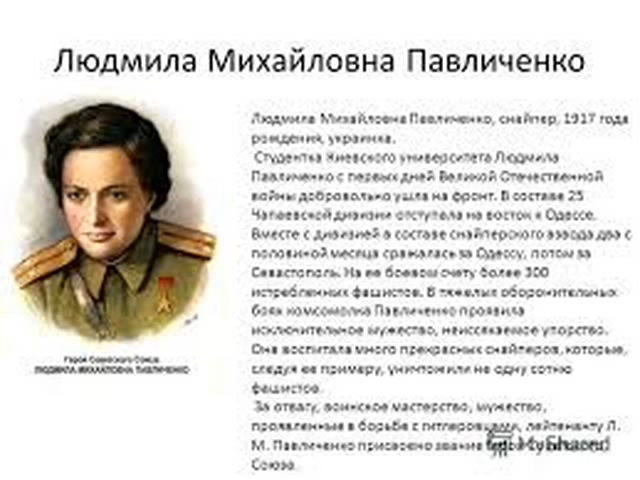 Людмила Михайловна Павличенко
Людмила Михайловна Павличенко, снайпер, 1917 года
рождения, украинка.
Студентка Киевского университета Людмила
Павличенко с первых дней Великой Отечественной
войны добровольно ушла на фронт. В составе 25
Чапаевской дивизии отступала на восток к Одессе.
Вместе с дивизией в составе снайперского взвода два с
половиной месяца сражалась за Одессу, потом за
Севастополь. На ее боевом счету более 300
истребленных фашистов. В тяжелых оборонительных
боях комсомолка Павличенко проявила
исключительное мужество, неиссякаемое упорство.
Она воспитала много прекрасных снайперов, которые,
следуя ее примеру, уничтожили не одну сотню
фашистов.
За отвагу, воинское мастерство, мужество,
проявленные в борьбе с гитлеровцами, лейтенанту Л.
М. Павличенко присвоено звание
Союза.
Герой Советского Союза
ЛЮДМИЛА МИХАЙЛОВНА ПАВЛИЧЕНКО
MyShared